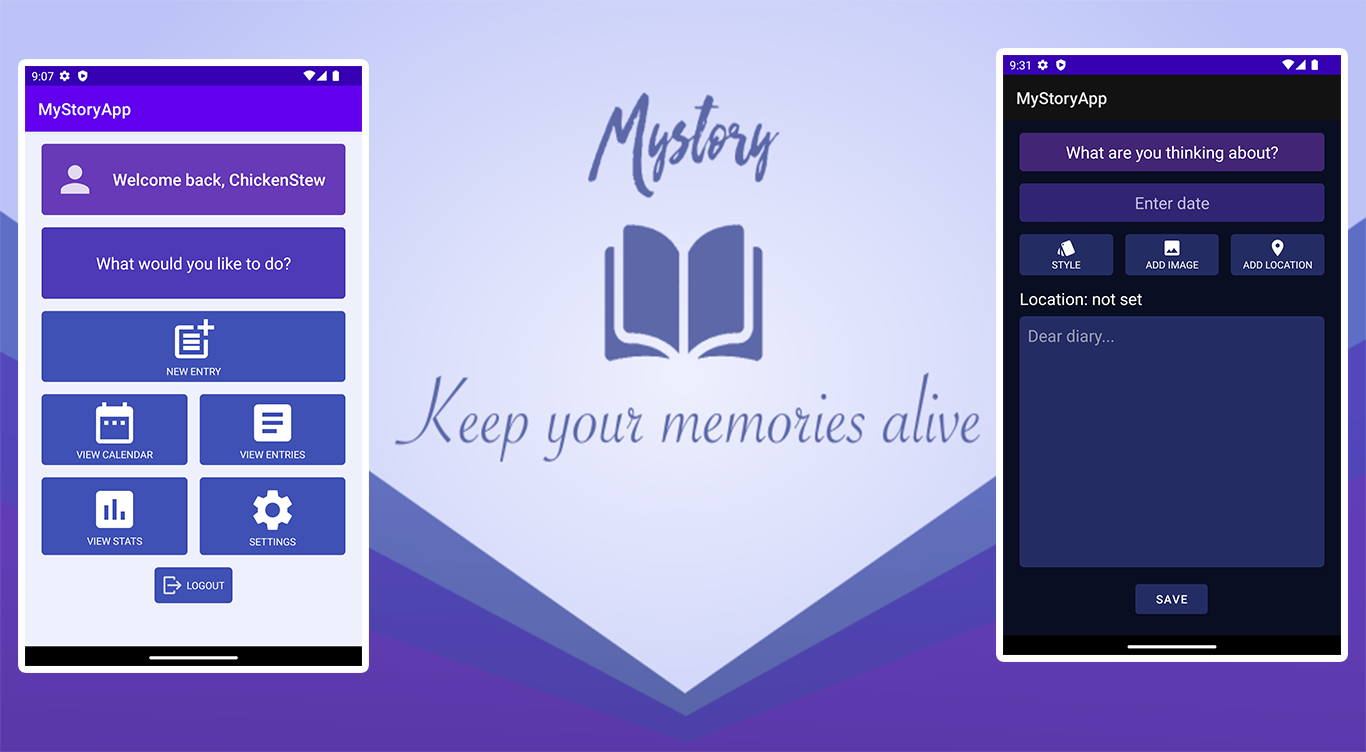 9:07
MyStoryApp
Welcome back, ChickenStew
What would you like to do?
NEW ENTRY
VIEW CALENDAR
VIEW ENTRIES
VIEW STATS
SETTINGS
LOGOUT
Mystory
Keep your memories alive
9:31
MyStoryApp
What are you thinking about?
Enter date
STYLE
ADD IMAGE
ADD LOCATION
Location: not set
Dear diary...
SAVE